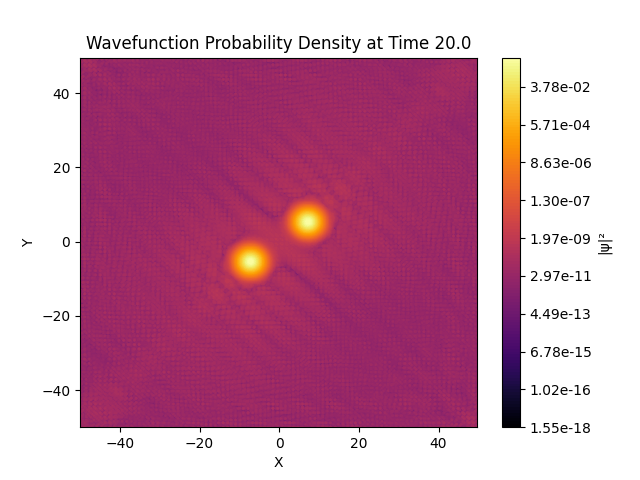 Wavefunction Probability Density at Time 20.0
40
20
0
−20
−40
Y
−40 −20 0 20 40
X
3.78e-02
5.71e-04
8.63e-06
1.30e-07
1.97e-09
2.97e-11
4.49e-13
6.78e-15
1.02e-16
1.55e-18
|ψ|²